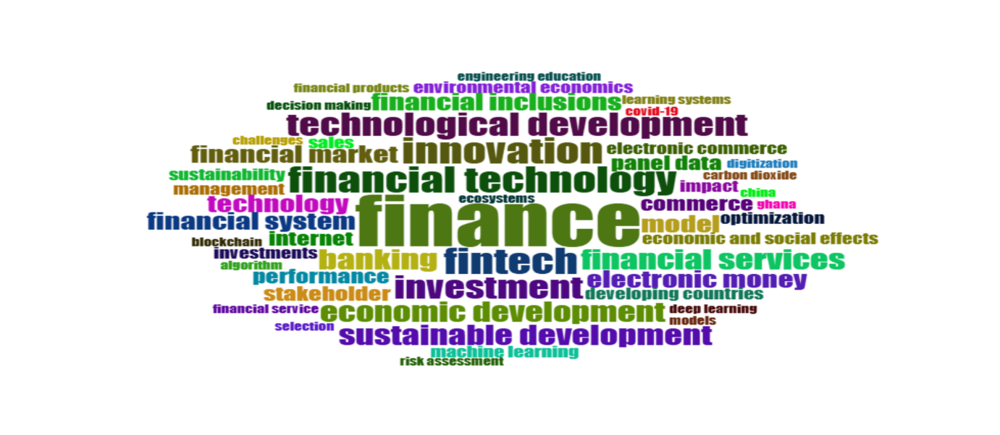 engineering education
financial products environmental economics
decision making financial inclusions learning systems
covid-19
technological development
challenges sales
financial market innovation electronic commerce
panel data digitization
sustainability financial technology carbon dioxide
management impact china
ecosystems
technology finance commerce ghana
financial system model optimization
blockchain internet economic and social effects
investments banking fintech financial services
algorithm
performance investment electronic money
stakeholder developing countries
financial service economic development deep learning
models
selection sustainable development
machine learning
risk assessment